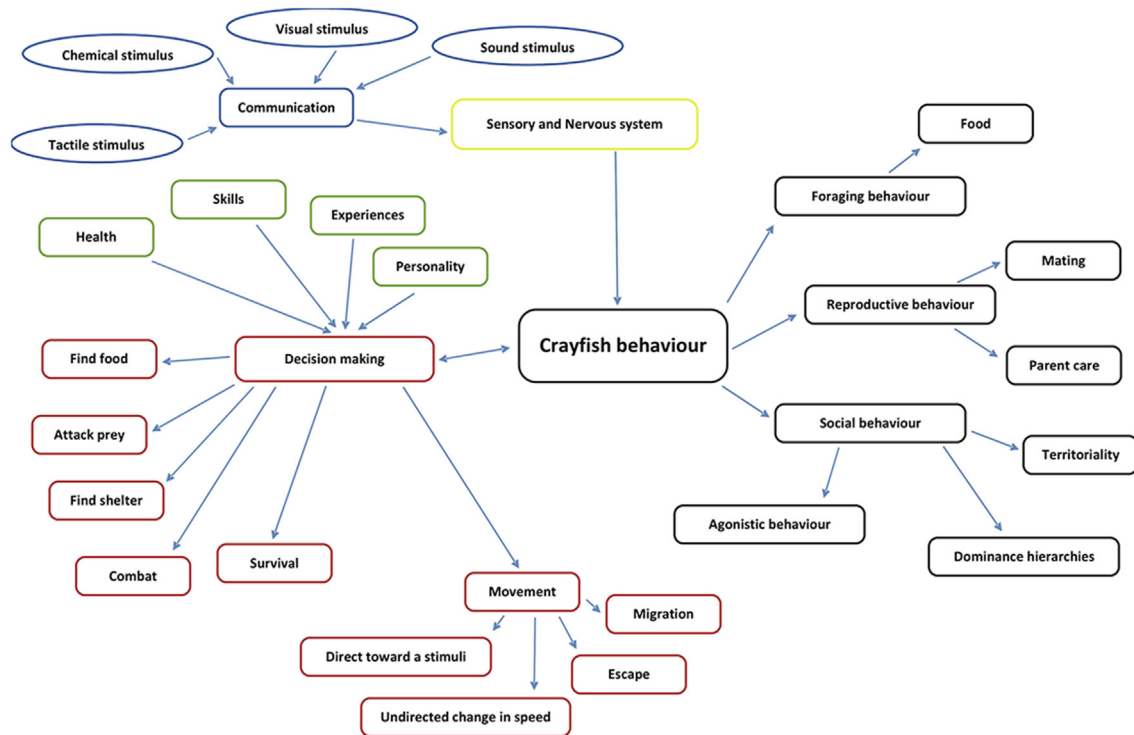 Visual stimulus
Chemical stimulus
Sound stimulus
Communication
Tactile stimulus
Sensory and Nervous system
Food
Foraging behaviour
Skills
Experiences
Health
Personality
Mating
Reproductive behaviour
Crayfish behaviour
Decision making
Find food
Parent care
Attack prey
Social behaviour
Territoriality
Find shelter
Agonistic behaviour
Dominance hierarchies
Combat
Survival
Movement
Migration
Direct toward a stimuli
Escape
Undirected change in speed